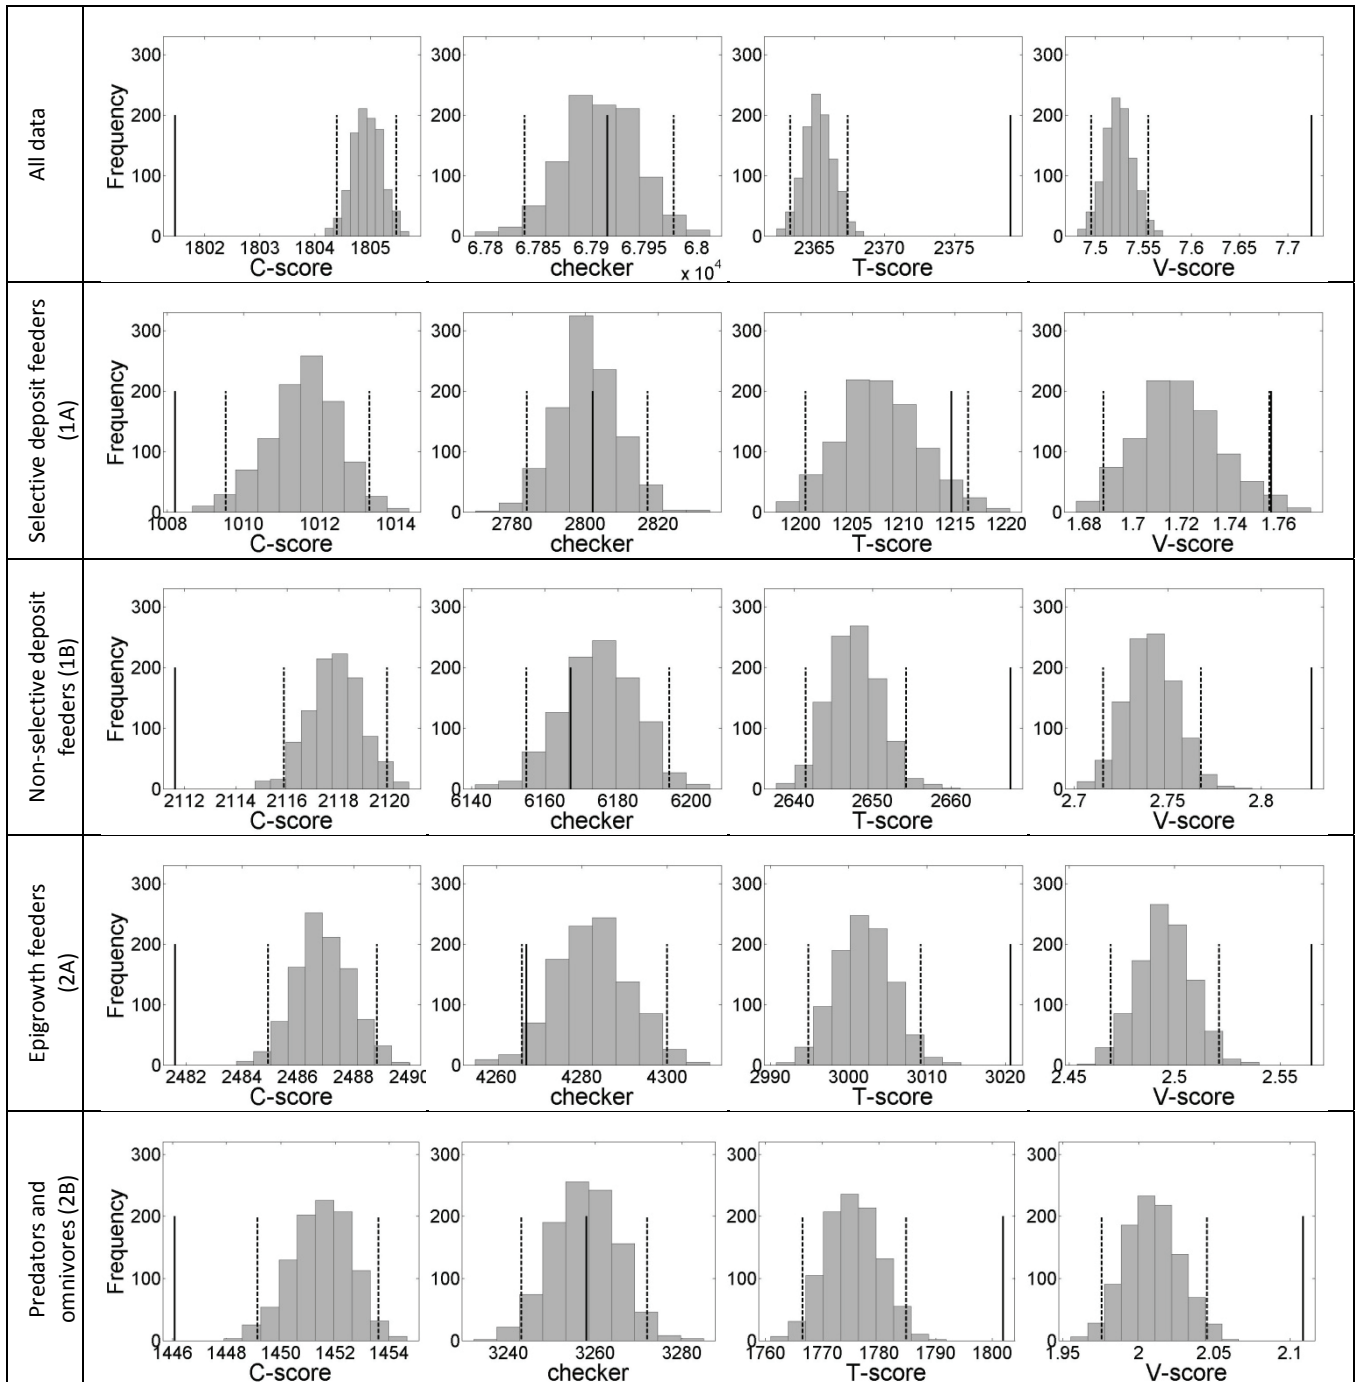 All data
Frequency
300
200
100
0
1802 1803 1804 1805
C-score
300
200
100
0
6.78 6.785 6.79 6.795 6.8
checker
x 10⁴
300
200
100
0
2365 2370 2375
T-score
300
200
100
0
7.5 7.55 7.6 7.65 7.7
V-score
Selective deposit feeders
(1A)
Frequency
300
200
100
0
1008 1010 1012 1014
C-score
300
200
100
0
2780 2800 2820
checker
300
200
100
0
1200 1205 1210 1215 1220
T-score
300
200
100
0
1.68 1.7 1.72 1.74 1.76
V-score
Non-selective deposit
feeders (1B)
Frequency
300
200
100
0
2112 2114 2116 2118 2120
C-score
300
200
100
0
6140 6160 6180 6200
checker
300
200
100
0
2640 2650 2660
T-score
300
200
100
0
2.7 2.75 2.8
V-score
Epigrowth feeders
(2A)
Frequency
300
200
100
0
2482 2484 2486 2488 2490
C-score
300
200
100
0
4260 4280 4300
checker
300
200
100
0
2990 3000 3010 3020
T-score
300
200
100
0
2.45 2.5 2.55
V-score
Predators and
omnivores (2B)
Frequency
300
200
100
0
1446 1448 1450 1452 1454
C-score
300
200
100
0
3240 3260 3280
checker
300
200
100
0
1760 1770 1780 1790 1800
T-score
300
200
100
0
1.95 2 2.05 2.1
V-score